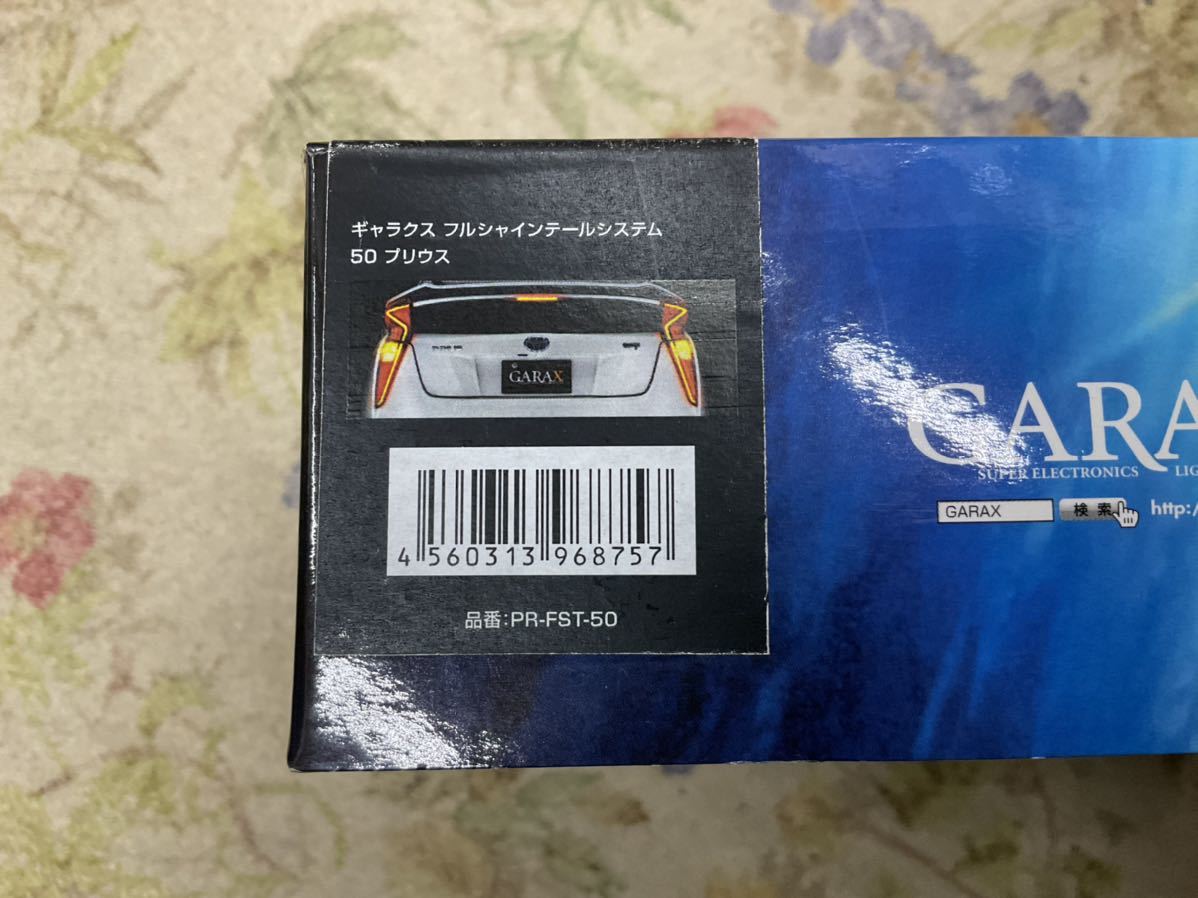 ギャラクス フルシャインテールシステム
50 プリウス
GARAX
4 560313 968757
品番:PR-FST-50
GARA
SUPER ELECTRONICS LIG
GARAX 検索 http:/